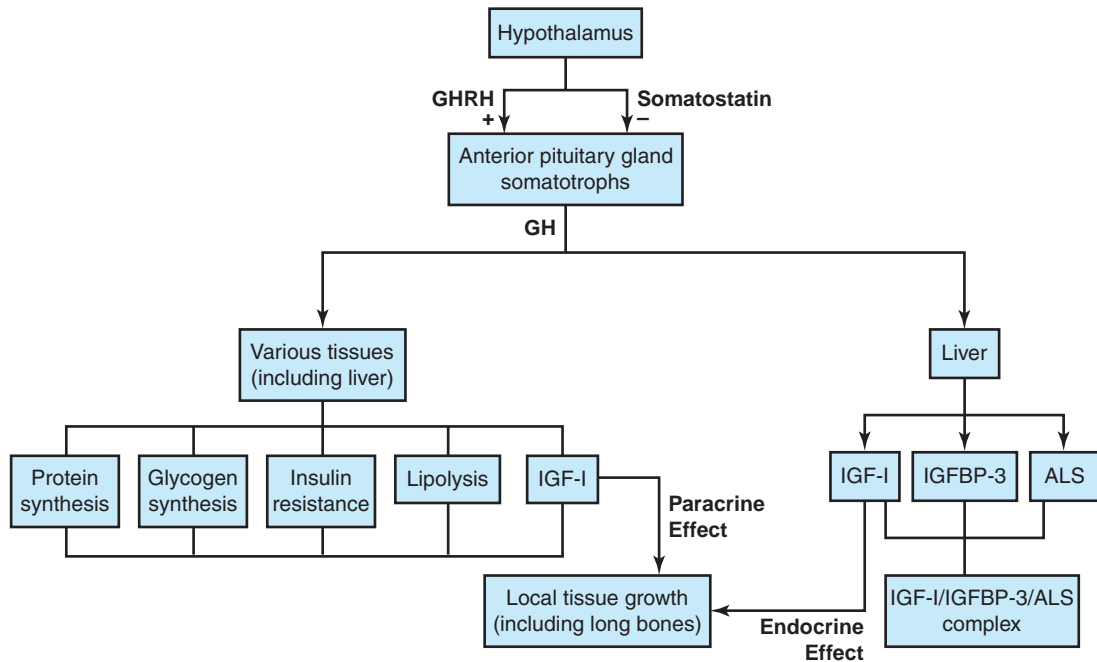 Hypothalamus
GHRH
+
Somatostatin
–
Anterior pituitary gland
somatotrophs
GH
Various tissues
(including liver)
Liver
Protein
synthesis
Glycogen
synthesis
Insulin
resistance
Lipolysis
IGF-I
Paracrine
Effect
IGF-I
IGFBP-3
ALS
Local tissue growth
(including long bones)
Endocrine
Effect
IGF-I/IGFBP-3/ALS
complex